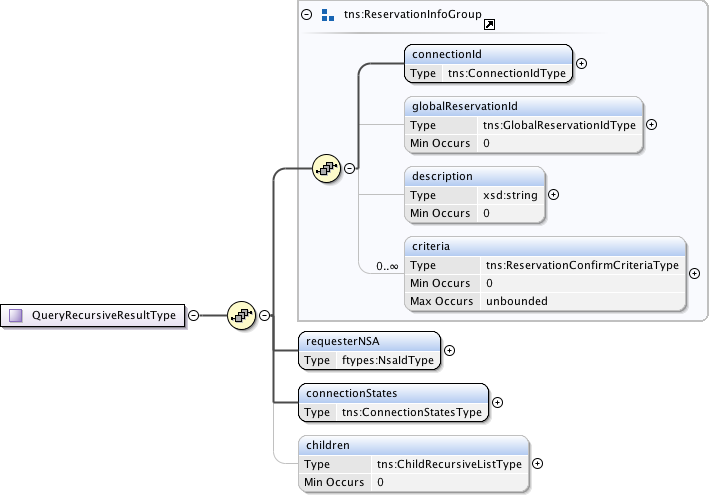 tns:ReservationInfoGroup
connectionId
Type tns:ConnectionIdType
globalReservationId
Type tns:GlobalReservationIdType
Min Occurs 0
description
Type xsd:string
Min Occurs 0
criteria
0..∞
Type tns:ReservationConfirmCriteriaType
Min Occurs 0
Max Occurs unbounded
QueryRecursiveResultType
requesterNSA
Type ftypes:NsaIdType
connectionStates
Type tns:ConnectionStatesType
children
Type tns:ChildRecursiveListType
Min Occurs 0